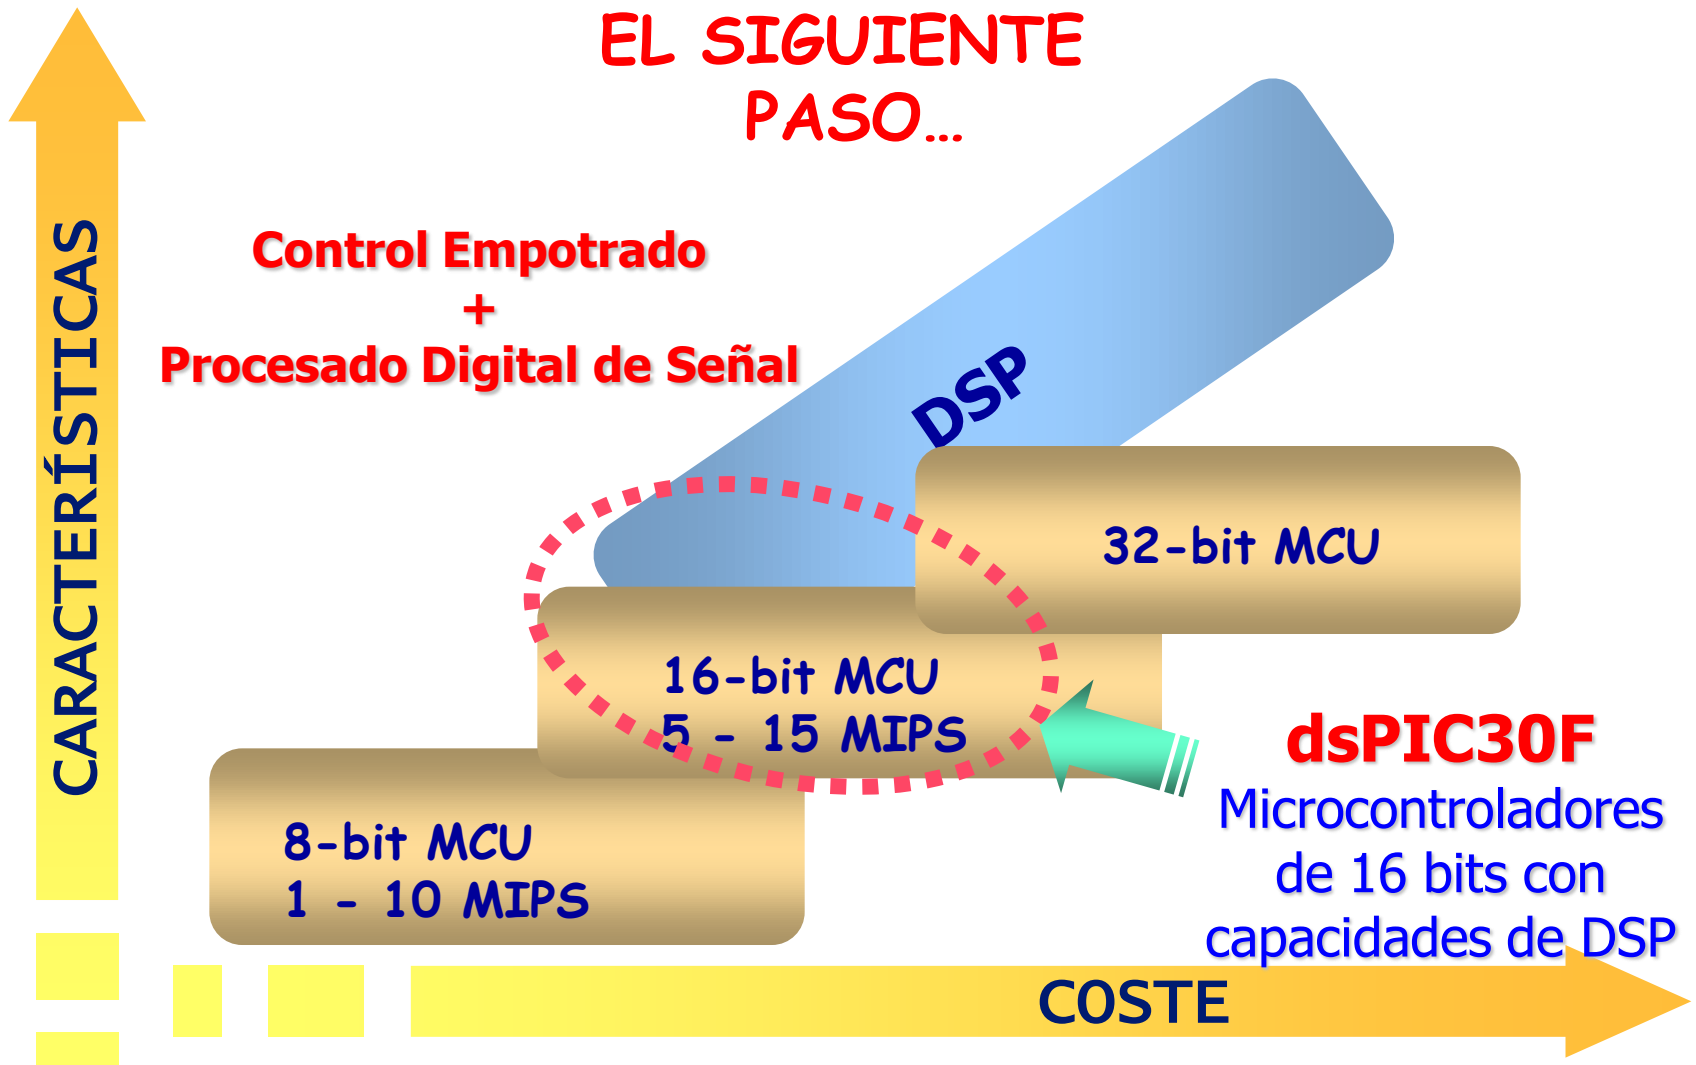 EL SIGUIENTE
PASO...
CARACTERÍSTICAS
Control Empotrado
+
Procesado Digital de Señal
DSP
32-bit MCU
16-bit MCU
5 - 15 MIPS
8-bit MCU
1 - 10 MIPS
dsPIC30F
Microcontroladores
de 16 bits con
capacidades de DSP
COSTE